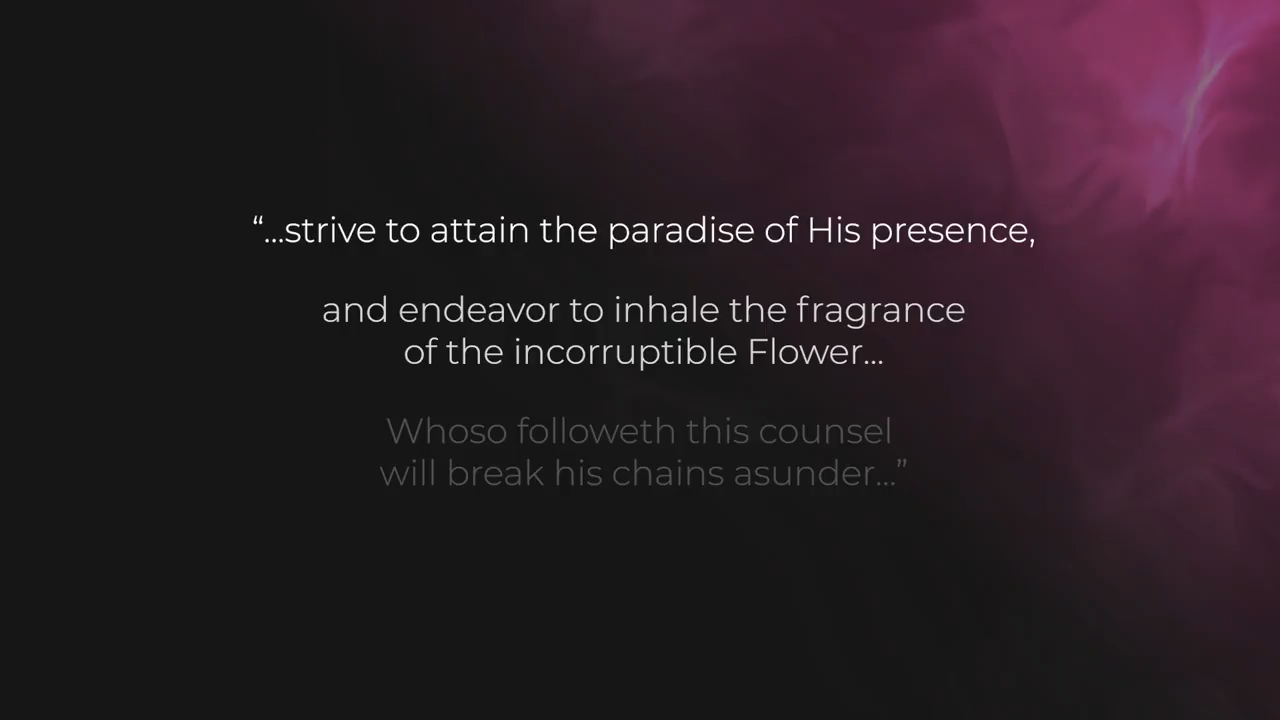 “...strive to attain the paradise of His presence,
and endeavor to inhale the fragrance
of the incorruptible Flower...
Whoso followeth this counsel
will break his chains asunder...”